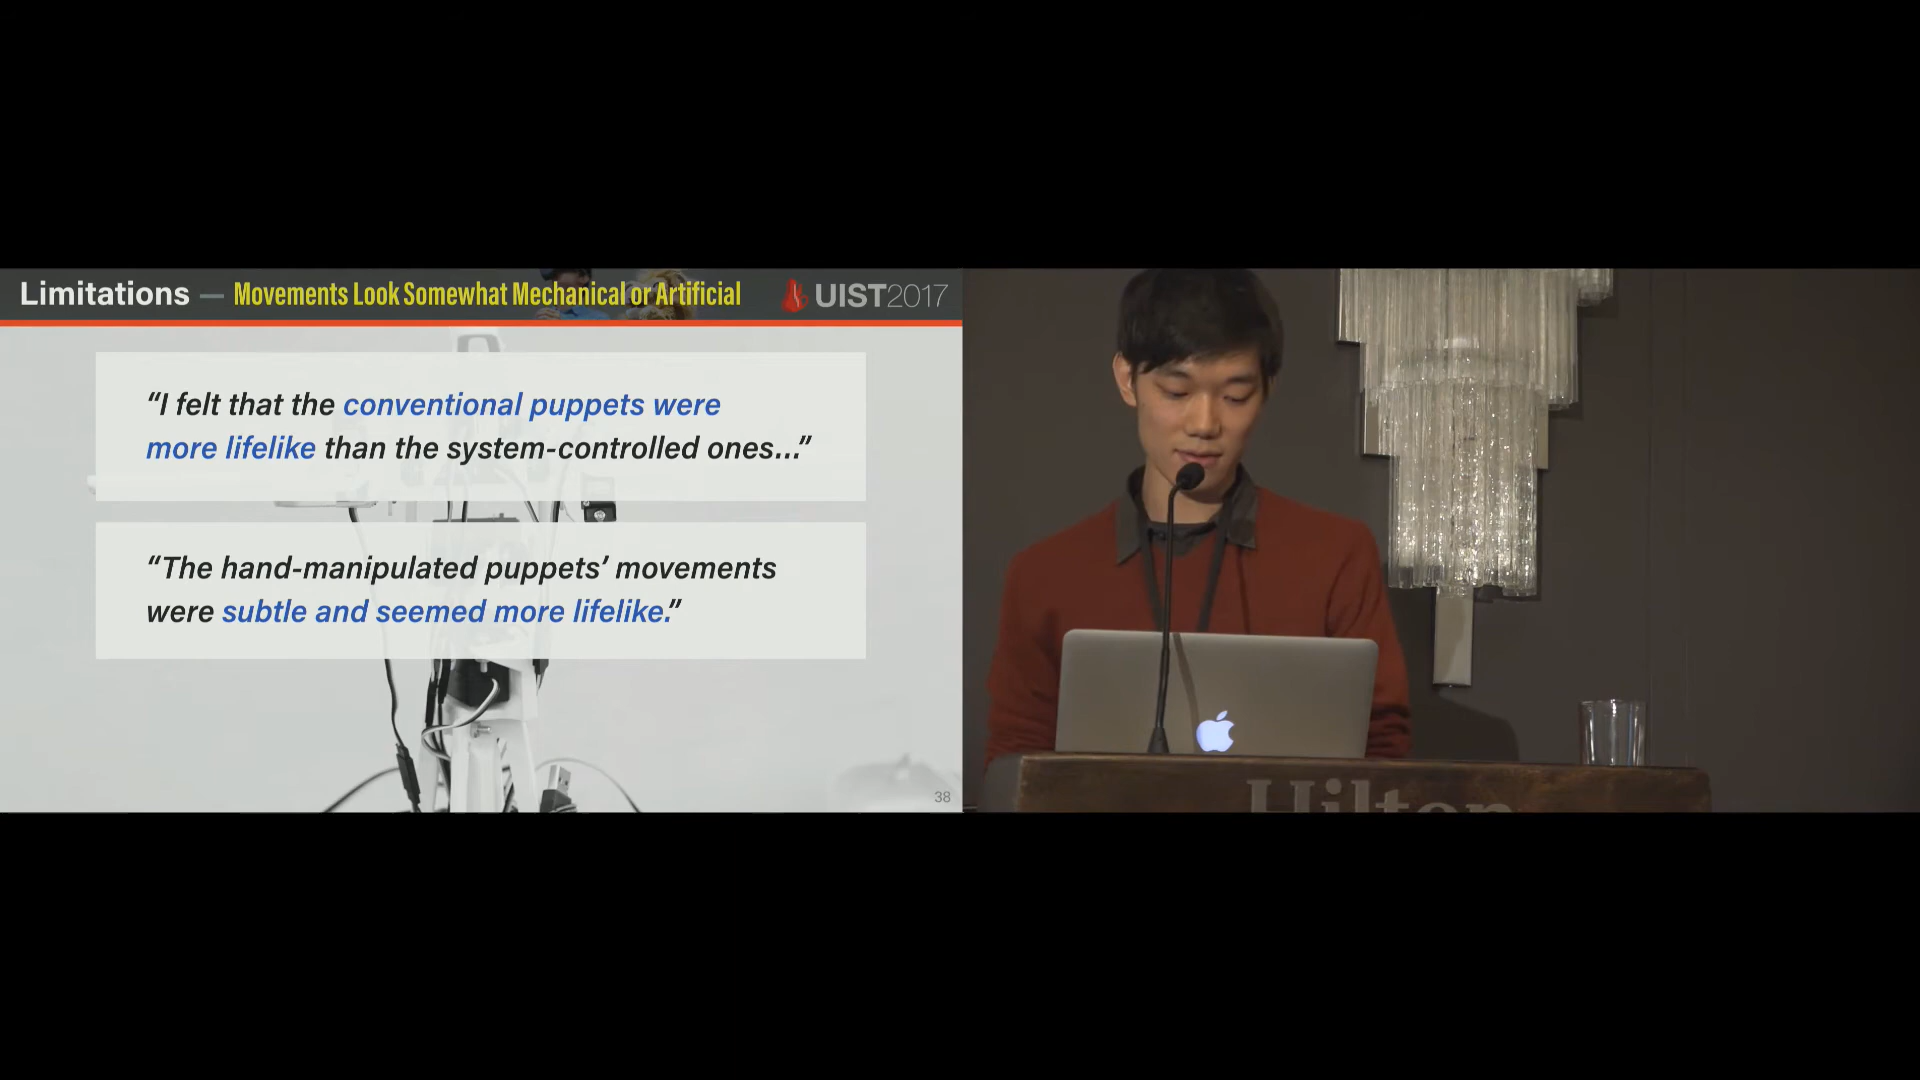 Limitations — Movements Look Somewhat Mechanical or Artificial
UIST2017
“I felt that the conventional puppets were
more lifelike than the system-controlled ones...”
“The hand-manipulated puppets’ movements
were subtle and seemed more lifelike.”
38
Hilton